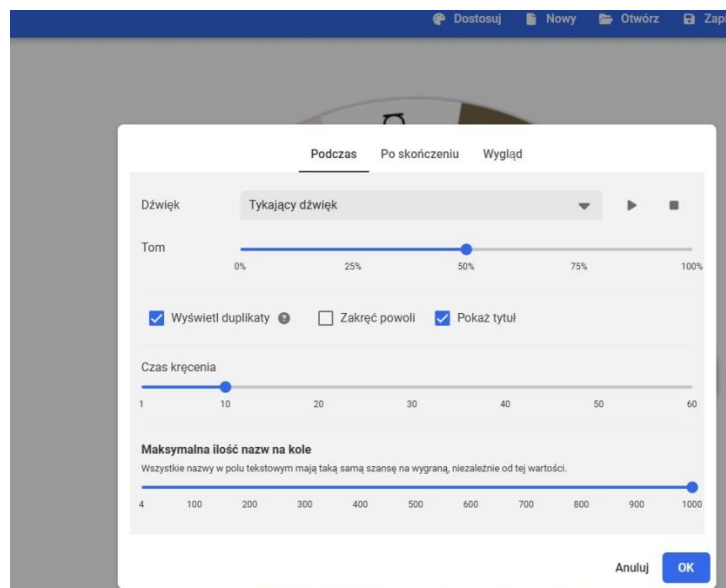 Dostosuj Nowy Otwórz Zapi
Podczas Po skończeniu Wygląd
Dźwięk Tykający dźwięk
Tom
0% 25% 50% 75% 100%
Wyświetl duplikaty Zakręć powoli Pokaż tytuł
Czas kręcenia
1 10 20 30 40 50 60
Maksymalna ilość nazw na kole
Wszystkie nazwy w polu tekstowym mają taką samą szansę na wygraną, niezależnie od tej wartości.
4 100 200 300 400 500 600 700 800 900 1000
Anuluj OK